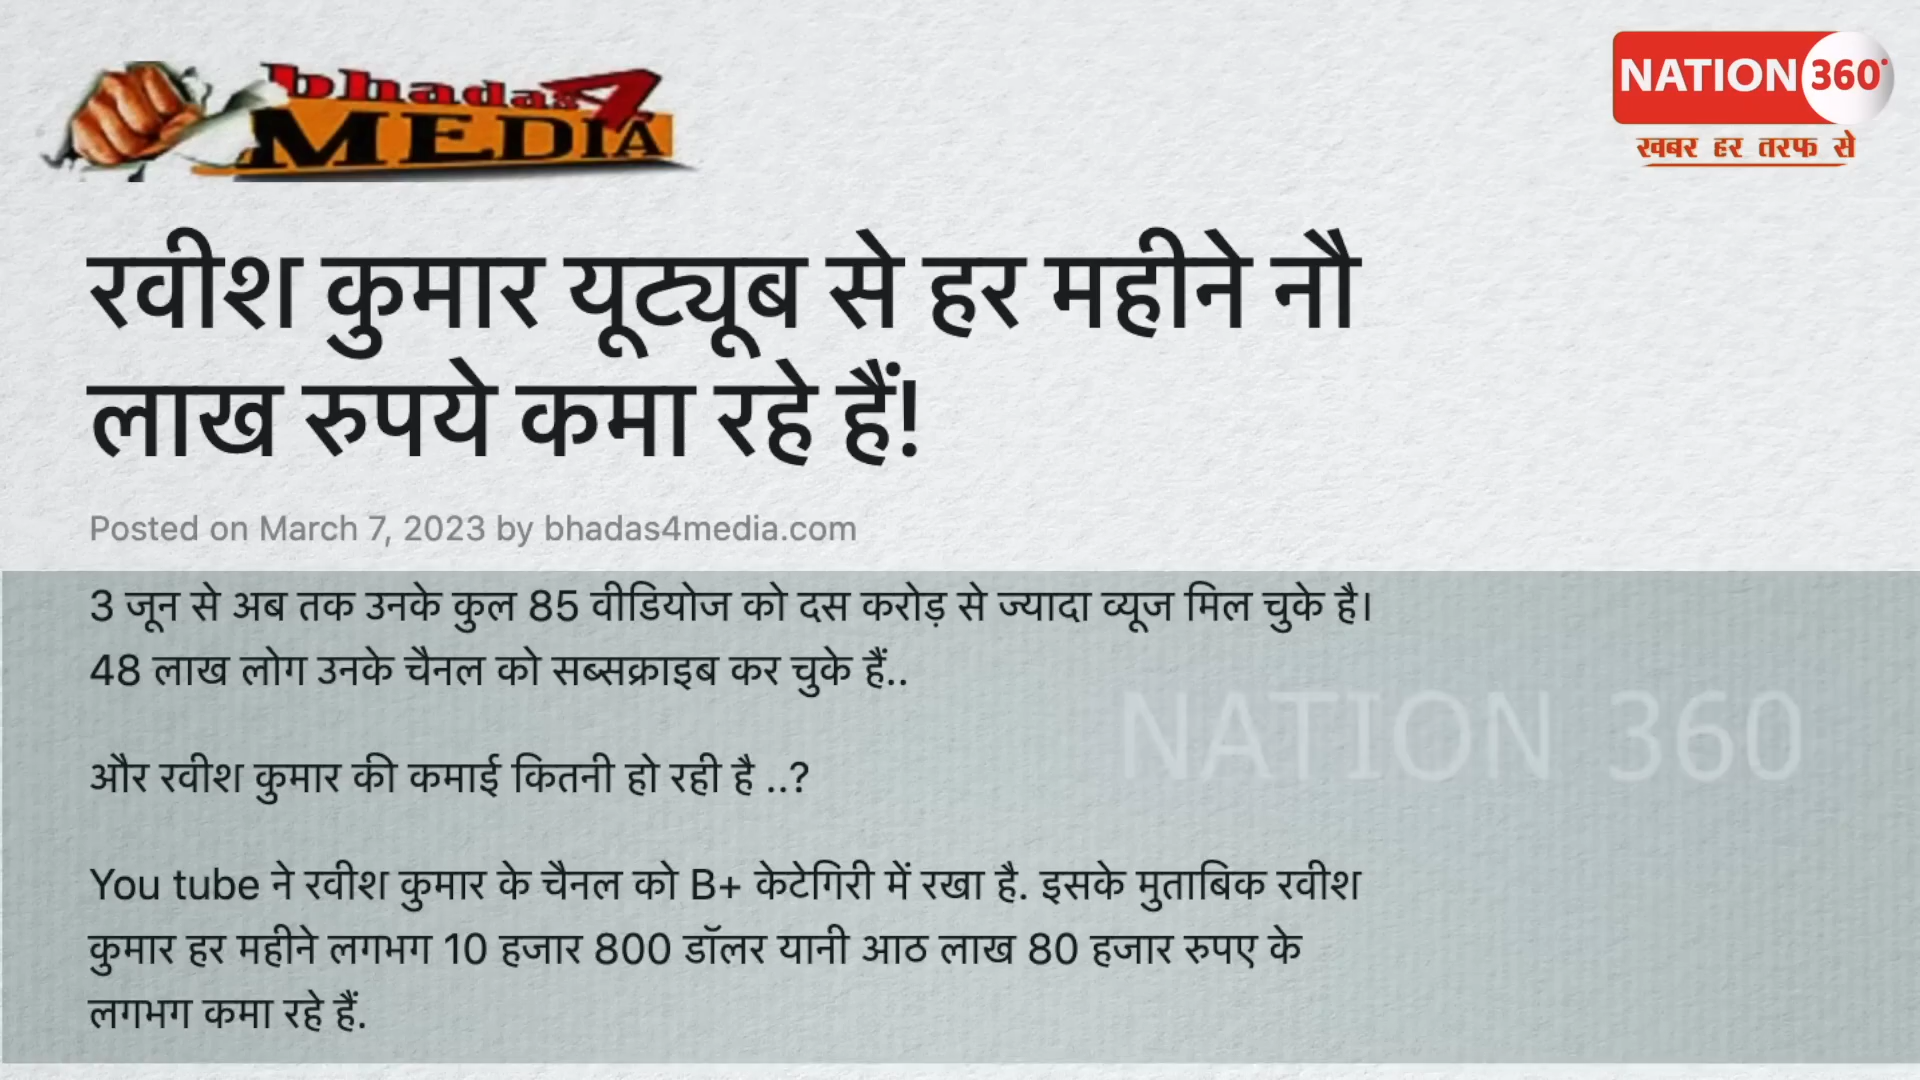 bhadas4
MEDIA
NATION 360°
खबर हर तरफ से
रवीश कुमार यूट्यूब से हर महीने नौ
लाख रुपये कमा रहे हैं!
Posted on March 7, 2023 by bhadas4media.com
3 जून से अब तक उनके कुल 85 वीडियोज को दस करोड़ से ज्यादा व्यूज मिल चुके है।
48 लाख लोग उनके चैनल को सब्सक्राइब कर चुके हैं..
NATION 360
और रवीश कुमार की कमाई कितनी हो रही है ..?
You tube ने रवीश कुमार के चैनल को B+ केटेगिरी में रखा है. इसके मुताबिक रवीश
कुमार हर महीने लगभग 10 हजार 800 डॉलर यानी आठ लाख 80 हजार रुपए के
लगभग कमा रहे हैं.